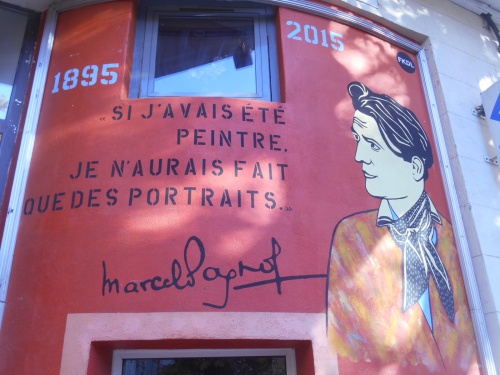 1895 2015
FKDL
« SI J'AVAIS ÉTÉ
PEINTRE,
JE N'AURAIS FAIT
QUE DES PORTRAITS. »
Marcel Pagnol